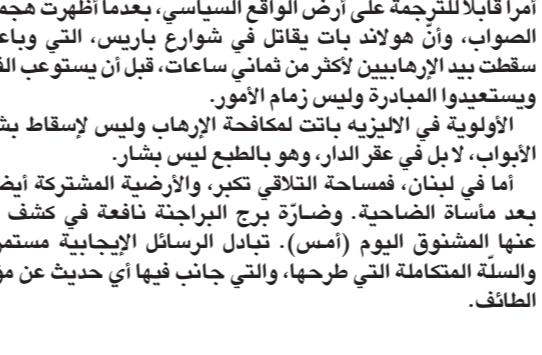 أمراً قابلاً للترجمة على أرض الواقع السياسي، بعدما أظهرت
الصواب، وأنّ هولاند بات يقاتل في شوارع باريس، التي
سقطت بيد الإرهابيين لأكثر من ثماني ساعات، قبل أن يستوعب
ويستعيدوا المبادرة وليس زمام الأمور.
الأولوية في الاليزيه باتت لمكافحة الإرهاب وليس لإسقاط
الأبواب، لا بل في عقر الدار، وهو بالطبع ليس بشار.
أما في لبنان، فمساحة التلاقي تكبر، والأرضية المشتركة
بعد مأساة الضاحية. وضارّة برج البراجنة نافعة في كشف
عنها المشنوق اليوم (أمس). تبادل الرسائل الإيجابية
والسلّة المتكاملة التي طرحها، والتي جانب فيها أي حديث عن
الطائف.